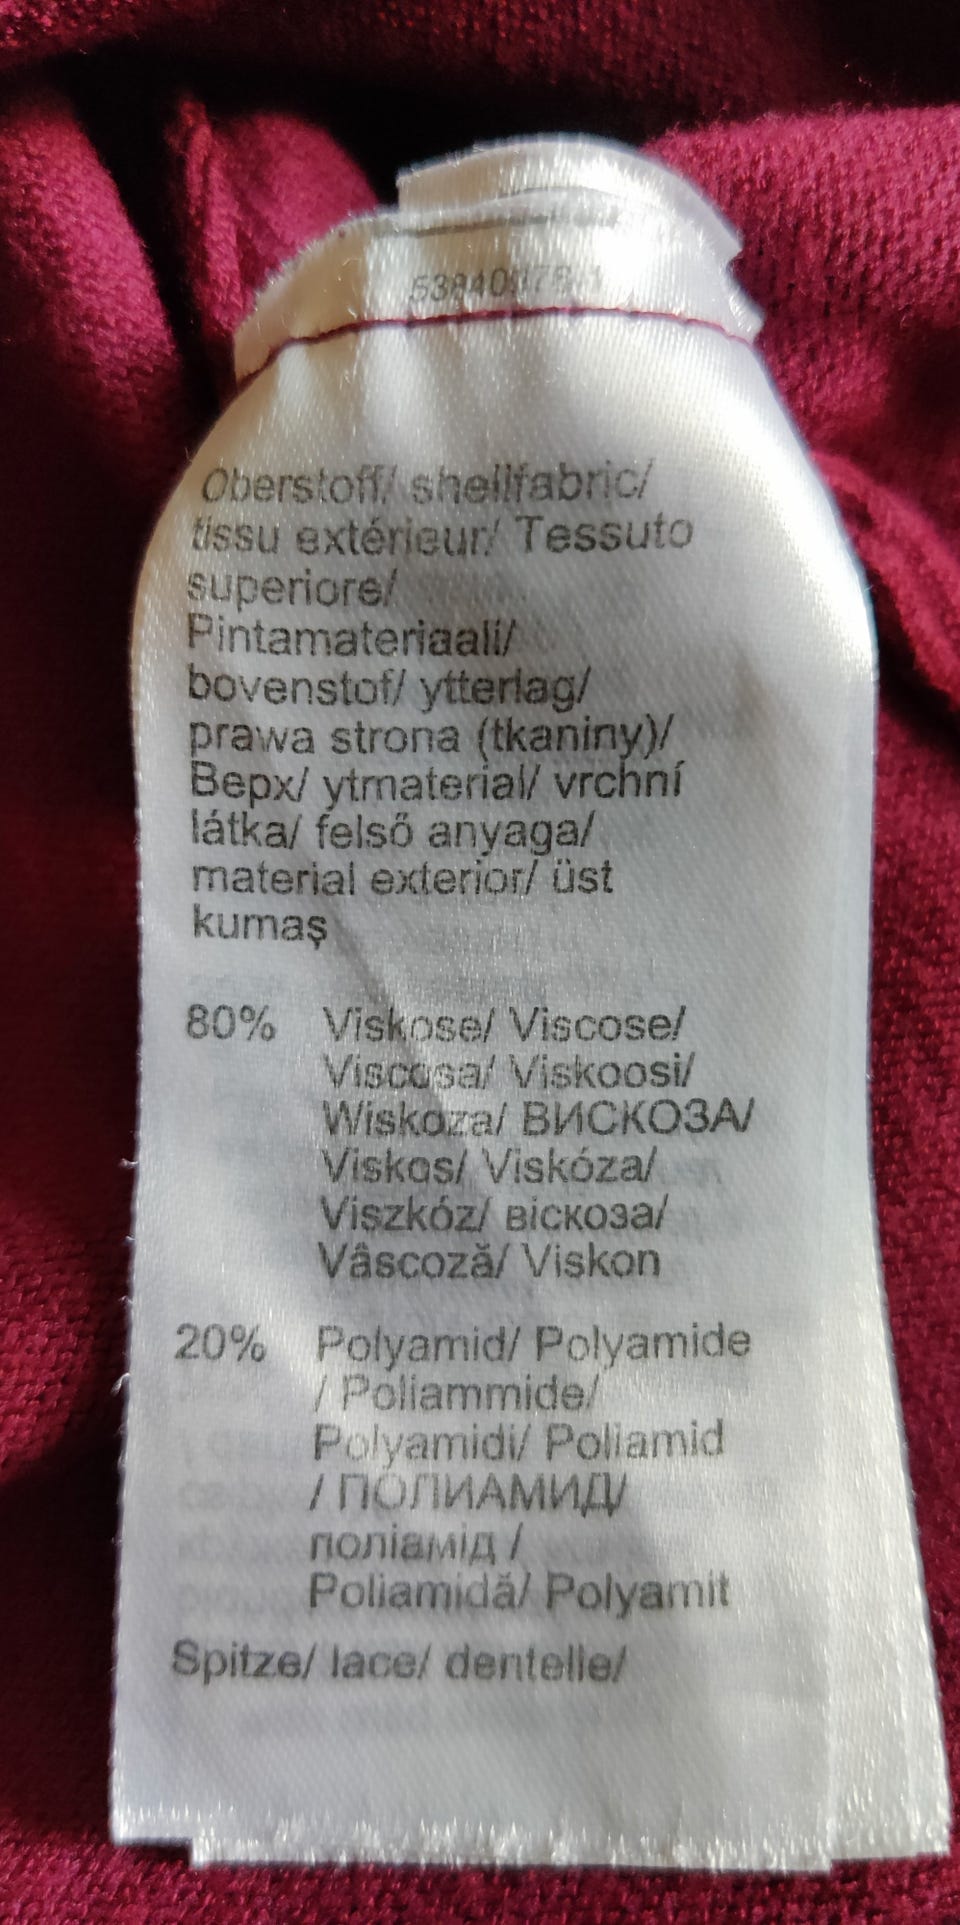 Oberstoff/ shellfabric/
tissu extérieur/ Tessuto
superiore/
Pintamateriaali/
bovenstof/ ytterlag/
prawa strona (tkaniny)/
Верх/ ytmaterial/ vrchní
látka/ felső anyaga/
material exterior/ üst
kumaş
80% Viskose/ Viscose/
Viscosa/ Viskoosi/
Wiskoza/ ВИСКОЗА/
Viskos/ Viskóza/
Viszkóz/ віскоза/
Vâscoză/ Viskon
20% Polyamid/ Polyamide
/ Poliammide/
Polyamidi/ Poliamid
/ ПОЛИАМИД/
поліамід /
Poliamidă/ Polyamit
Spitze/ lace/ dentelle/